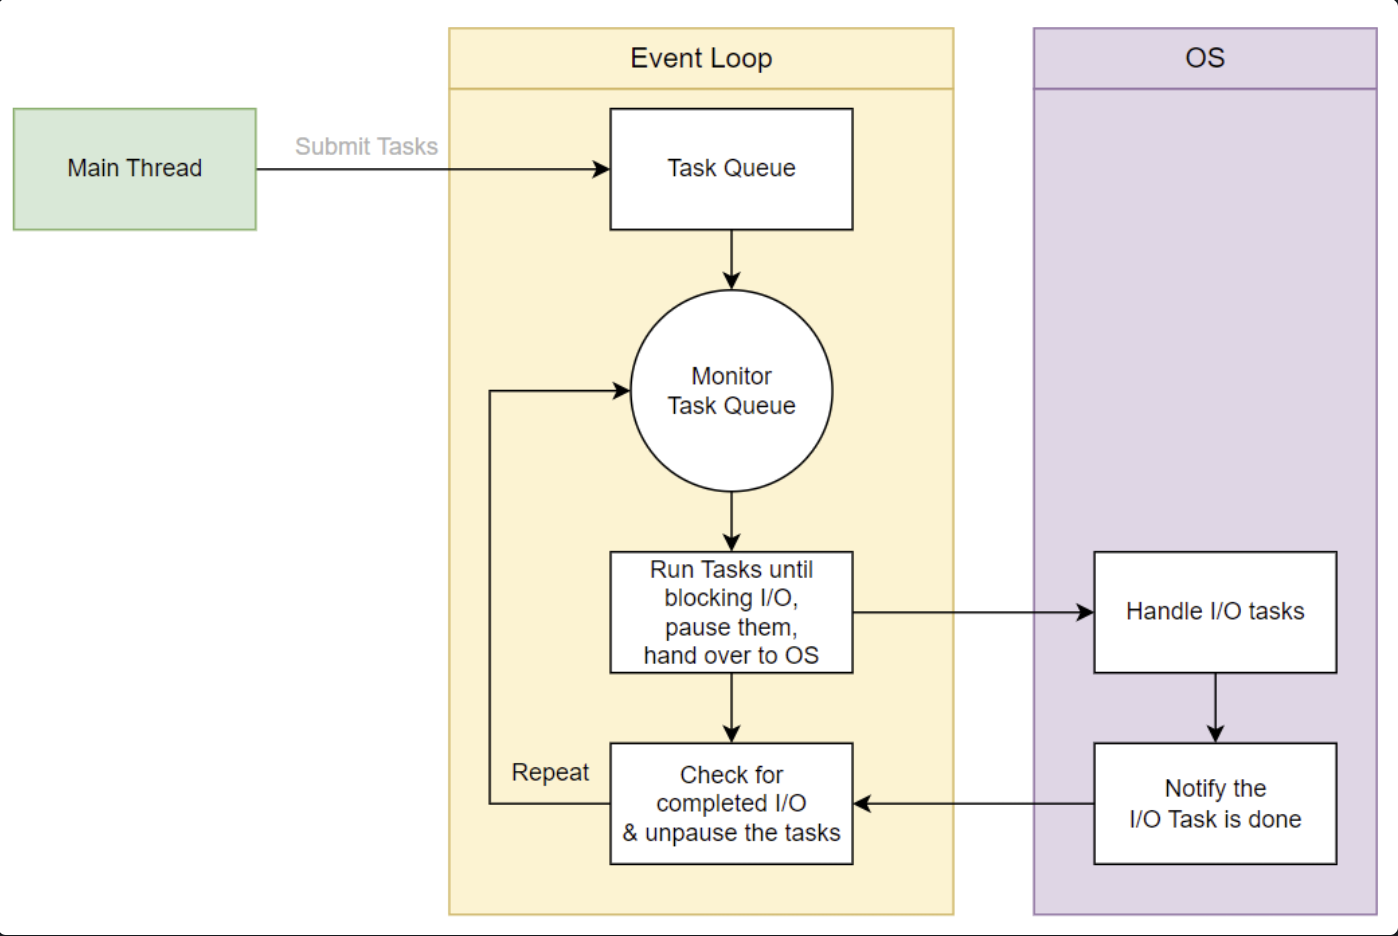 Event Loop
OS
Main Thread
Submit Tasks
Task Queue
Monitor
Task Queue
Run Tasks until
blocking I/O,
pause them,
hand over to OS
Handle I/O tasks
Repeat
Check for
completed I/O
& unpause the tasks
Notify the
I/O Task is done